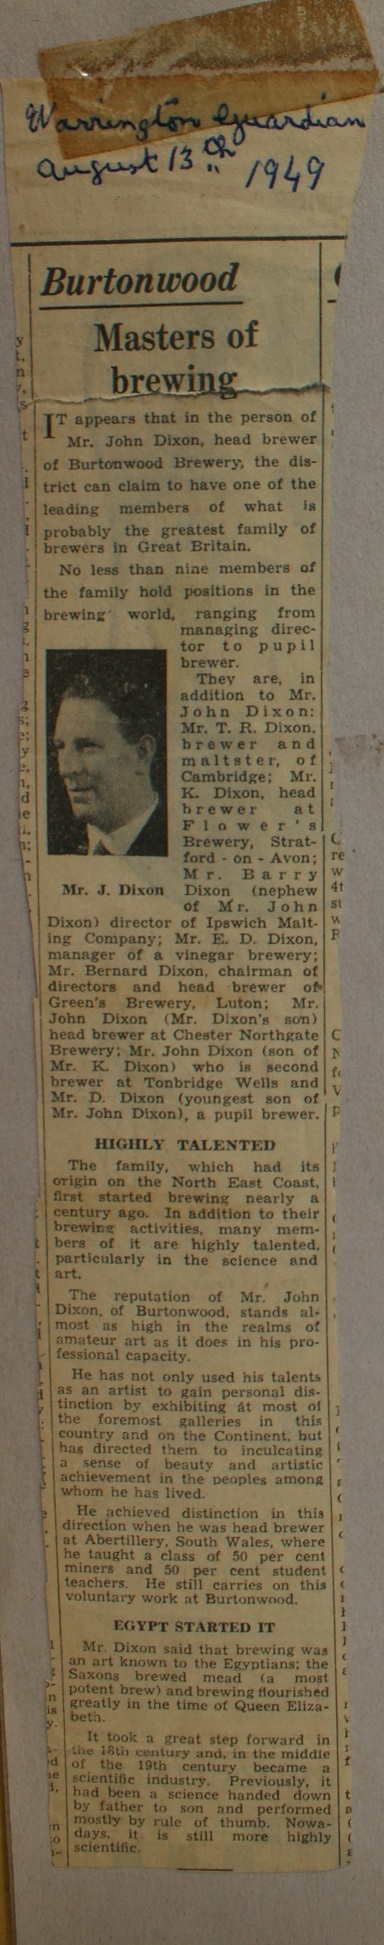 Warrington Guardian
August 13th 1949
Burtonwood
Masters of
brewing
IT appears that in the person of
Mr. John Dixon, head brewer
of Burtonwood Brewery, the dis-
trict can claim to have one of the
leading members of what is
probably the greatest family of
brewers in Great Britain.
No less than nine members of
the family hold positions in the
brewing world, ranging from
managing direc-
tor to pupil
brewer.
They are, in
addition to Mr.
John Dixon:
Mr. T. R. Dixon,
brewer and
maltster, of
Cambridge; Mr.
K. Dixon, head
brewer at
Flower's
Brewery, Strat-
ford - on - Avon;
Mr. Barry
Mr. J. Dixon
Dixon (nephew
of Mr. John
Dixon) director of Ipswich Malt-
ing Company; Mr. E. D. Dixon,
manager of a vinegar brewery;
Mr. Bernard Dixon, chairman of
directors and head brewer of
Green's Brewery, Luton; Mr.
John Dixon (Mr. Dixon's son)
head brewer at Chester Northgate
Brewery; Mr. John Dixon (son of
Mr. K. Dixon) who is second
brewer at Tonbridge Wells and
Mr. D. Dixon (youngest son of
Mr. John Dixon), a pupil brewer.
HIGHLY TALENTED
The family, which had its
origin on the North East Coast,
first started brewing nearly a
century ago. In addition to their
brewing activities, many mem-
bers of it are highly talented,
particularly in the science and
art.
The reputation of Mr. John
Dixon, of Burtonwood, stands al-
most as high in the realms of
amateur art as it does in his pro-
fessional capacity.
He has not only used his talents
as an artist to gain personal dis-
tinction by exhibiting at most of
the foremost galleries in this
country and on the Continent, but
has directed them to inculcating
a sense of beauty and artistic
achievement in the peoples among
whom he has lived.
He achieved distinction in this
direction when he was head brewer
at Abertillery, South Wales, where
he taught a class of 50 per cent
miners and 50 per cent student
teachers. He still carries on this
voluntary work at Burtonwood.
EGYPT STARTED IT
Mr. Dixon said that brewing was
an art known to the Egyptians; the
Saxons brewed mead (a most
potent brew) and brewing flourished
greatly in the time of Queen Eliza-
beth.
It took a great step forward in
the 18th century and, in the middle
of the 19th century became a
scientific industry. Previously, it
had been a science handed down
by father to son and performed
mostly by rule of thumb. Nowa-
days, it is still more highly
scientific.